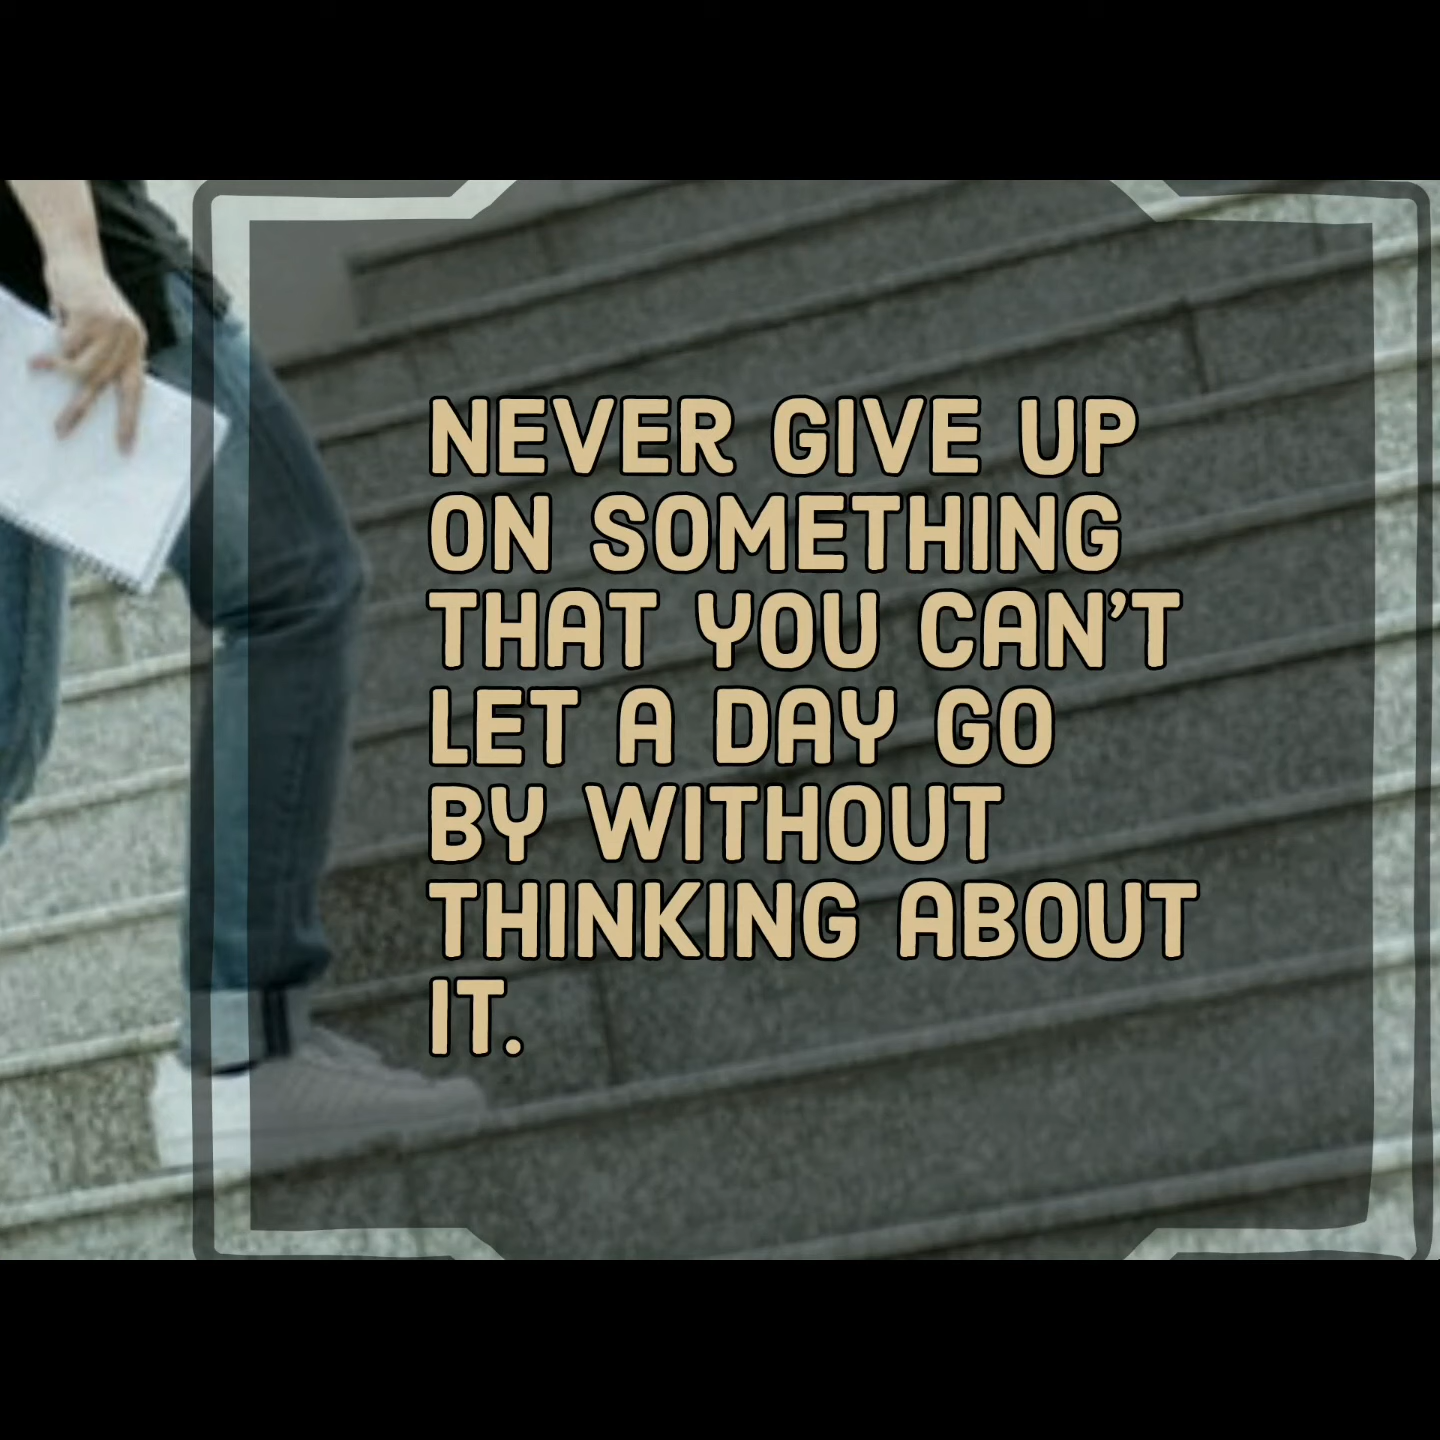 NEVER GIVE UP
ON SOMETHING
THAT YOU CAN'T
LET A DAY GO
BY WITHOUT
THINKING ABOUT
IT.